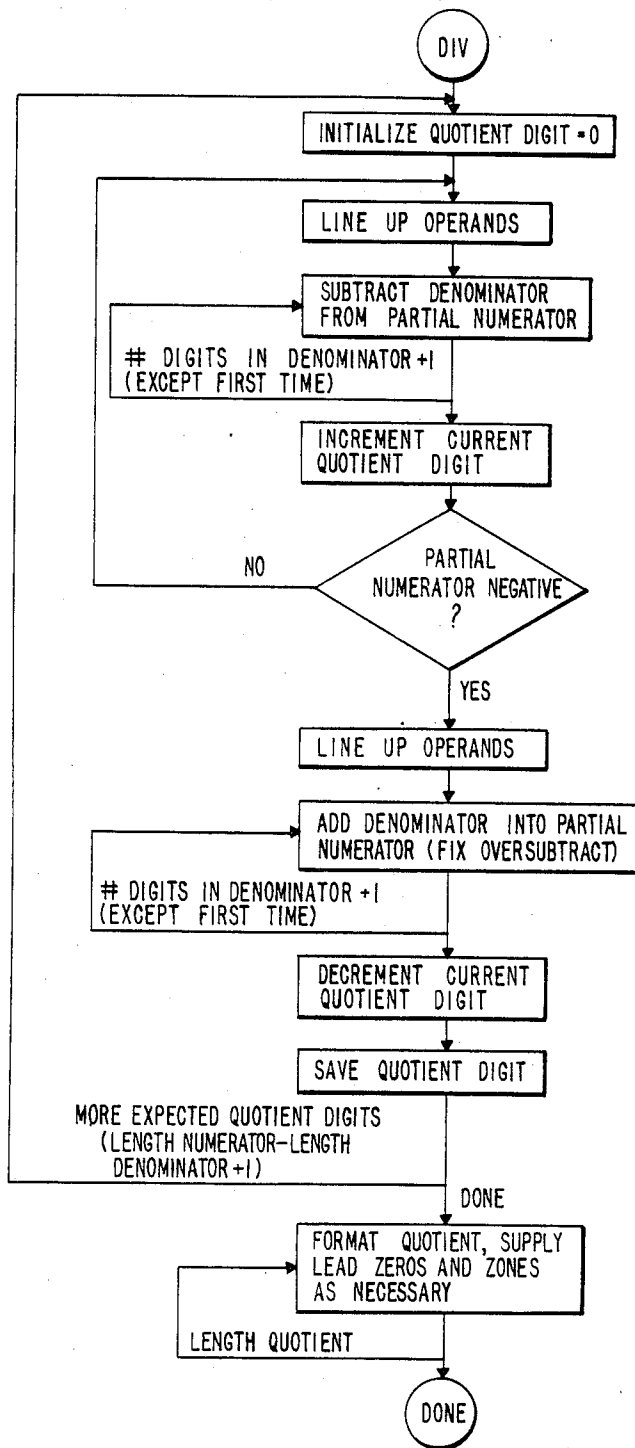 DIV
INITIALIZE QUOTIENT DIGIT = 0
LINE UP OPERANDS
SUBTRACT DENOMINATOR
FROM PARTIAL NUMERATOR
# DIGITS IN DENOMINATOR +1
(EXCEPT FIRST TIME)
INCREMENT CURRENT
QUOTIENT DIGIT
NO
PARTIAL
NUMERATOR NEGATIVE
?
YES
LINE UP OPERANDS
ADD DENOMINATOR INTO PARTIAL
NUMERATOR (FIX OVERSUBTRACT)
# DIGITS IN DENOMINATOR +1
(EXCEPT FIRST TIME)
DECREMENT CURRENT
QUOTIENT DIGIT
SAVE QUOTIENT DIGIT
MORE EXPECTED QUOTIENT DIGITS
(LENGTH NUMERATOR-LENGTH
DENOMINATOR +1)
DONE
FORMAT QUOTIENT, SUPPLY
LEAD ZEROS AND ZONES
AS NECESSARY
LENGTH QUOTIENT
DONE